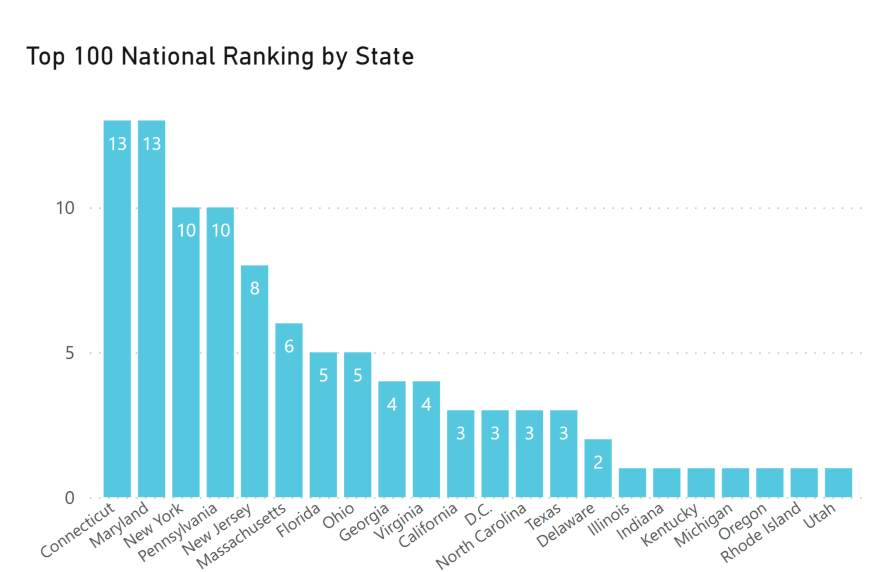 Top 100 National Ranking by State
13 13 10 10 8 6 5 5 4 4 3 3 3 3 2
10
5
0
Connecticut
Maryland
New York
Pennsylvania
New Jersey
Massachusetts
Florida
Ohio
Georgia
Virginia
California
D.C.
North Carolina
Texas
Delaware
Illinois
Indiana
Kentucky
Michigan
Oregon
Rhode Island
Utah